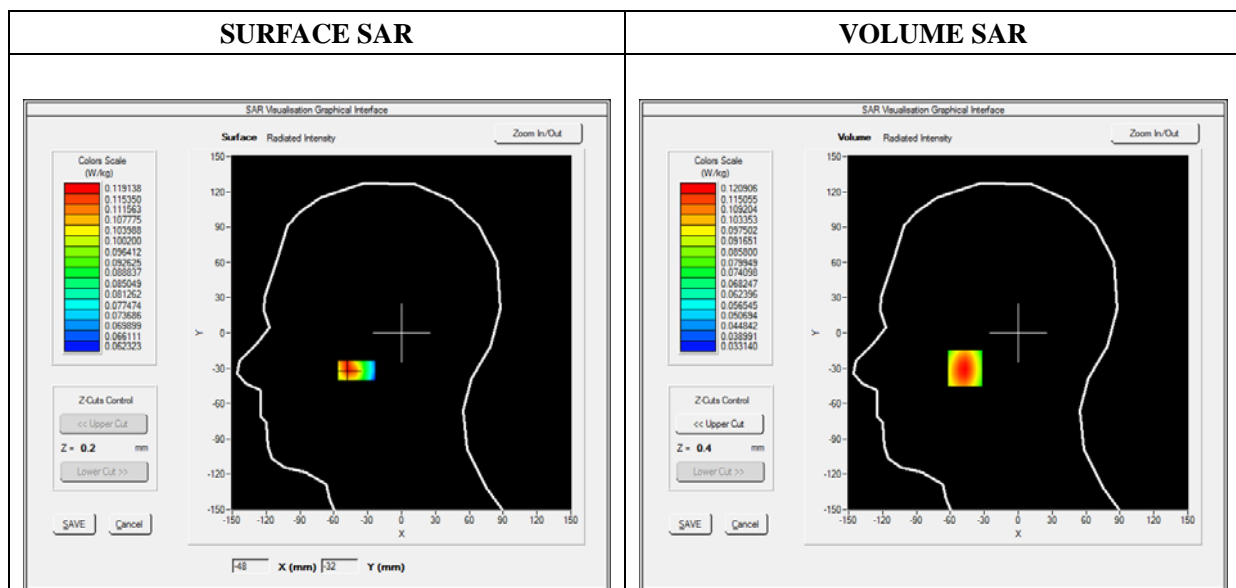 SURFACE SAR
VOLUME SAR
SAR Visualisation Graphical Interface
Surface Radiated Intensity
Zoom In/Out
Colors Scale
(W/kg)
0.119138
0.115350
0.111563
0.107775
0.103988
0.100200
0.096412
0.092625
0.088837
0.085049
0.081262
0.077474
0.073686
0.069899
0.066111
0.062323
Z-Cuts Control
<< Upper Cut
Z = 0.2 mm
Lower Cut >>
SAVE Cancel
Y
150
120
90
60
30
0
-30
-60
-90
-120
-150
-150 -120 -90 -60 -30 0 30 60 90 120 150
X
-48 X (mm) -32 Y (mm)
SAR Visualisation Graphical Interface
Volume Radiated Intensity
Zoom In/Out
Colors Scale
(W/kg)
0.120906
0.115055
0.109204
0.103353
0.097502
0.091651
0.085800
0.079949
0.074098
0.068247
0.062396
0.056545
0.050694
0.044842
0.038991
0.033140
Z-Cuts Control
<< Upper Cut
Z = 0.4 mm
Lower Cut >>
SAVE Cancel
Y
150
120
90
60
30
0
-30
-60
-90
-120
-150
-150 -120 -90 -60 -30 0 30 60 90 120 150
X